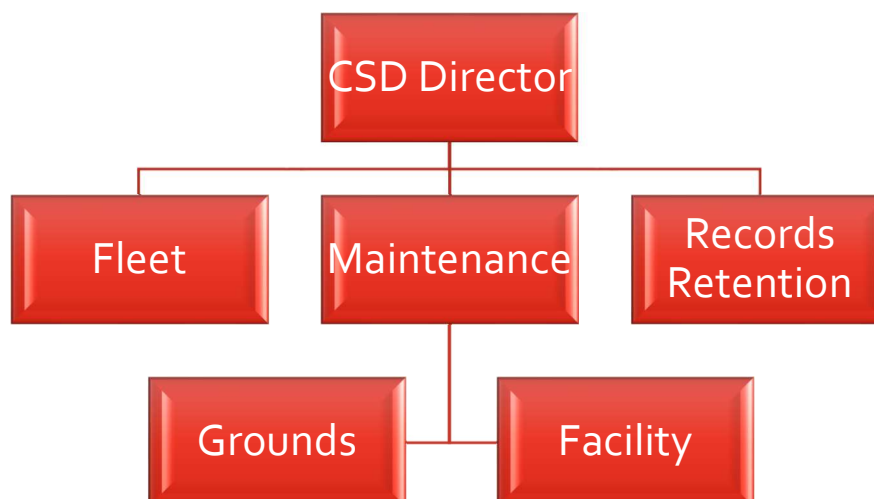 CSD Director
Fleet
Maintenance
Records
Retention
Grounds
Facility